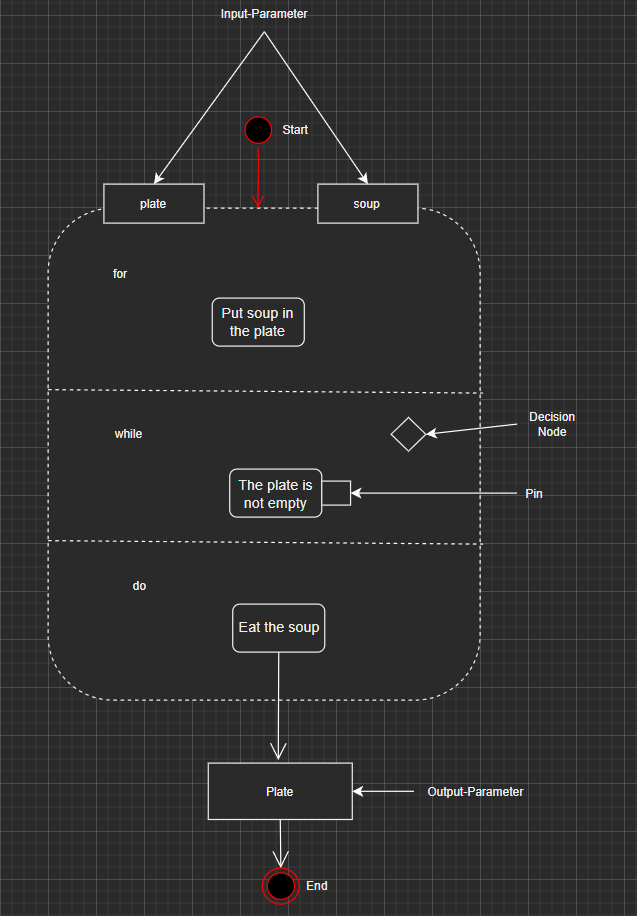 Input-Parameter
Start
plate
soup
for
Put soup in
the plate
while
Decision
Node
The plate is
not empty
Pin
do
Eat the soup
Plate
Output-Parameter
End